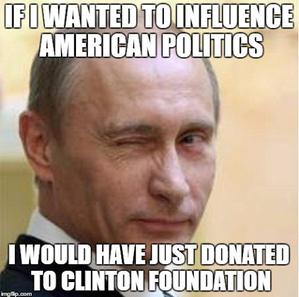 IF I WANTED TO INFLUENCE
AMERICAN POLITICS
I WOULD HAVE JUST DONATED
TO CLINTON FOUNDATION
imgflip.com